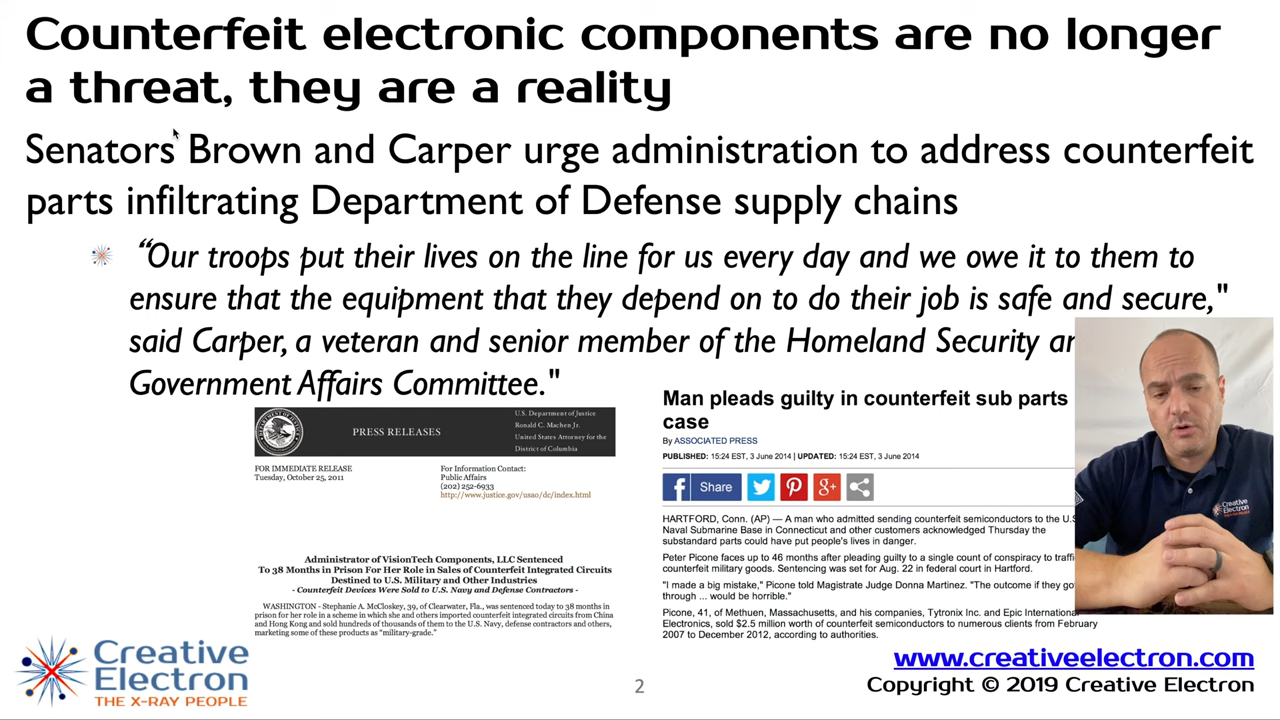 Counterfeit electronic components are no longer
a threat, they are a reality
Senators Brown and Carper urge administration to address counterfeit
parts infiltrating Department of Defense supply chains
“Our troops put their lives on the line for us every day and we owe it to them to
ensure that the equipment that they depend on to do their job is safe and secure,"
said Carper, a veteran and senior member of the Homeland Security
Government Affairs Committee."
PRESS RELEASES
U.S. Department of Justice
Ronald C. Machen Jr.
United States Attorney for the
District of Columbia
FOR IMMEDIATE RELEASE
Tuesday, October 25, 2011
For Information Contact:
Public Affairs
(202) 252-6933
http://www.justice.gov/usao/dc/index.html
Administrator of VisionTech Components, LLC Sentenced
To 38 Months in Prison For Her Role in Sales of Counterfeit Integrated Circuits
Destined to U.S. Military and Other Industries
- Counterfeit Devices Were Sold to U.S. Navy and Defense Contractors -
WASHINGTON - Stephanie A. McCloskey, 39, of Clearwater, Fla., was sentenced today to 38 months in
prison for her role in a scheme in which she and others imported counterfeit integrated circuits from China
and Hong Kong and sold hundreds of thousands of them to the U.S. Navy, defense contractors and others,
marketing some of these products as “military-grade.”
Man pleads guilty in counterfeit sub parts
case
By ASSOCIATED PRESS
PUBLISHED: 15:24 EST, 3 June 2014 | UPDATED: 15:24 EST, 3 June 2014
f Share
g+
HARTFORD, Conn. (AP) — A man who admitted sending counterfeit semiconductors to the U.S
Naval Submarine Base in Connecticut and other customers acknowledged Thursday the
substandard parts could have put people's lives in danger.
Peter Picone faces up to 46 months after pleading guilty to a single count of conspiracy to traffi
counterfeit military goods. Sentencing was set for Aug. 22 in federal court in Hartford.
"I made a big mistake," Picone told Magistrate Judge Donna Martinez. "The outcome if they go
through ... would be horrible."
Picone, 41, of Methuen, Massachusetts, and his companies, Tytronix Inc. and Epic Internationa
Electronics, sold $2.5 million worth of counterfeit semiconductors to numerous clients from February
2007 to December 2012, according to authorities.
Creative
Electron
Creative
Electron
THE X-RAY PEOPLE
2
www.creativeelectron.com
Copyright © 2019 Creative Electron